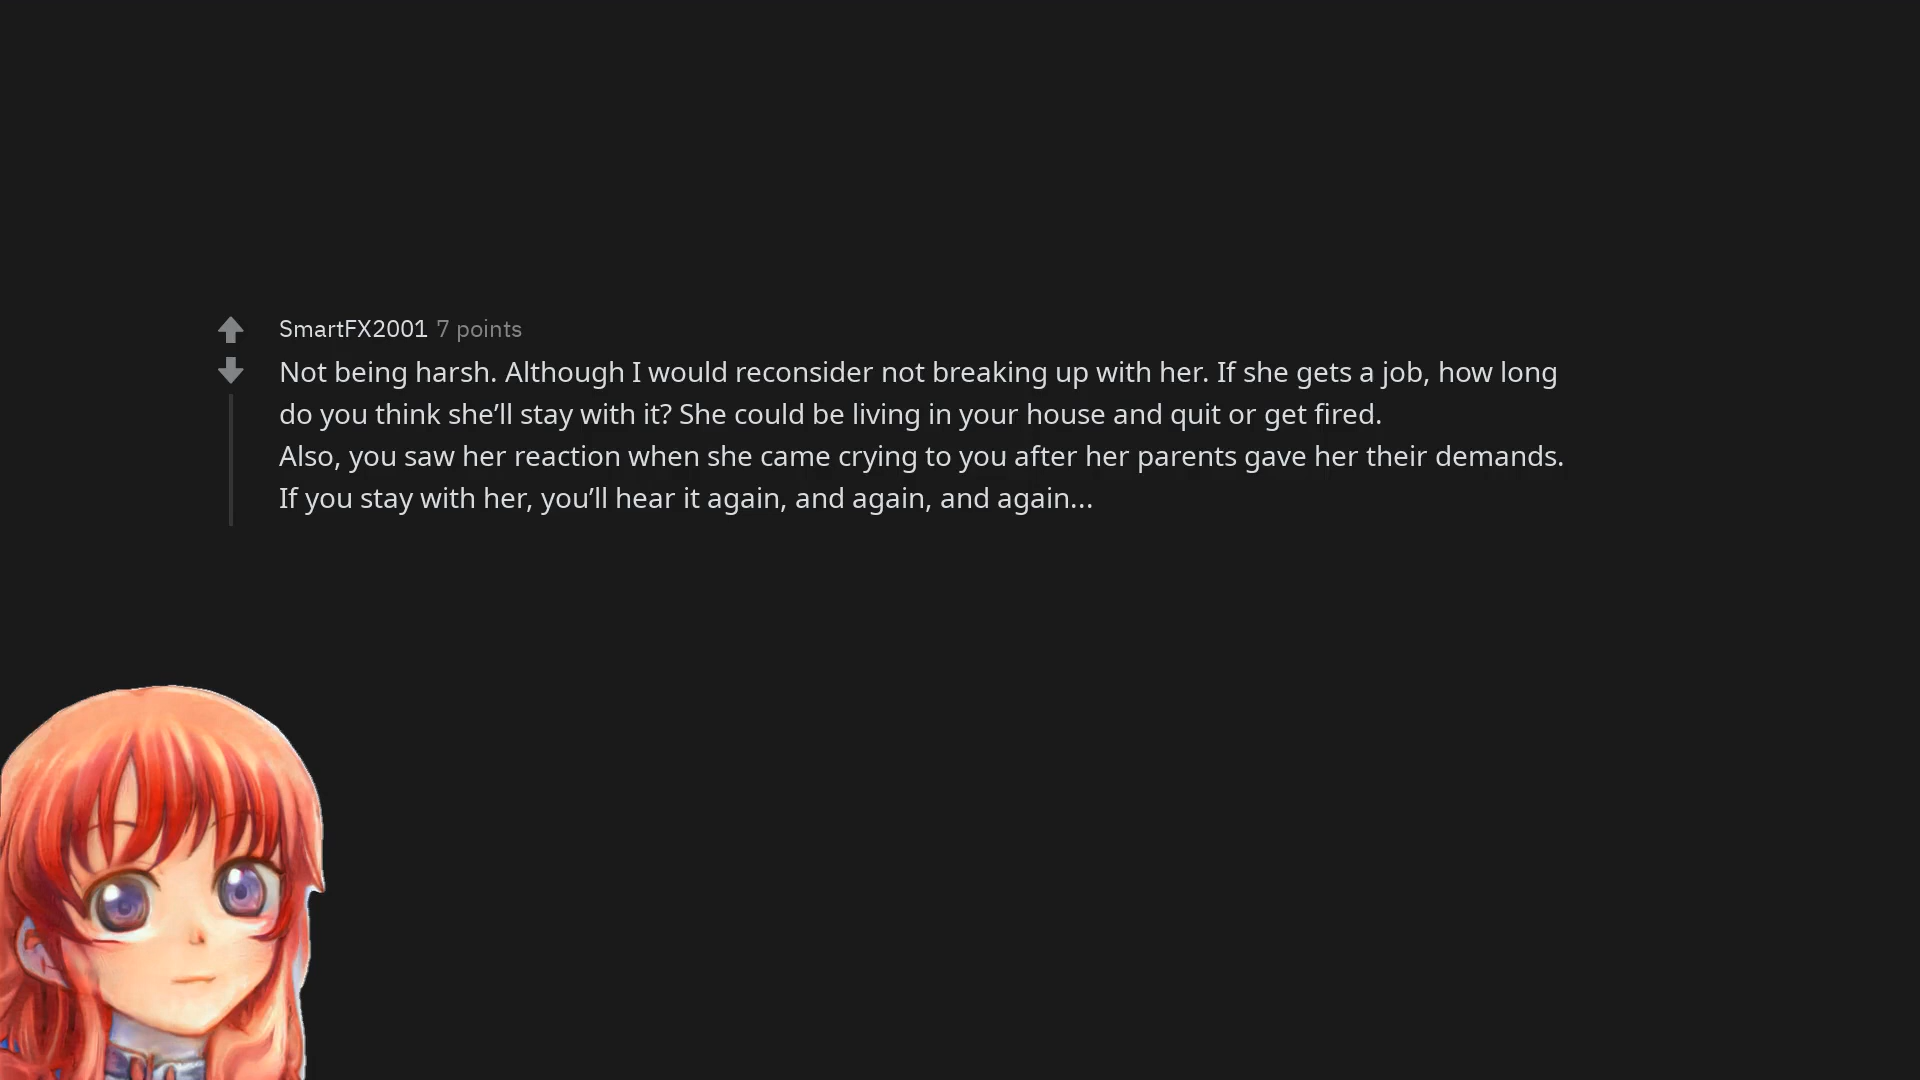 SmartFX2001 7 points
Not being harsh. Although I would reconsider not breaking up with her. If she gets a job, how long
do you think she’ll stay with it? She could be living in your house and quit or get fired.
Also, you saw her reaction when she came crying to you after her parents gave her their demands.
If you stay with her, you’ll hear it again, and again, and again...